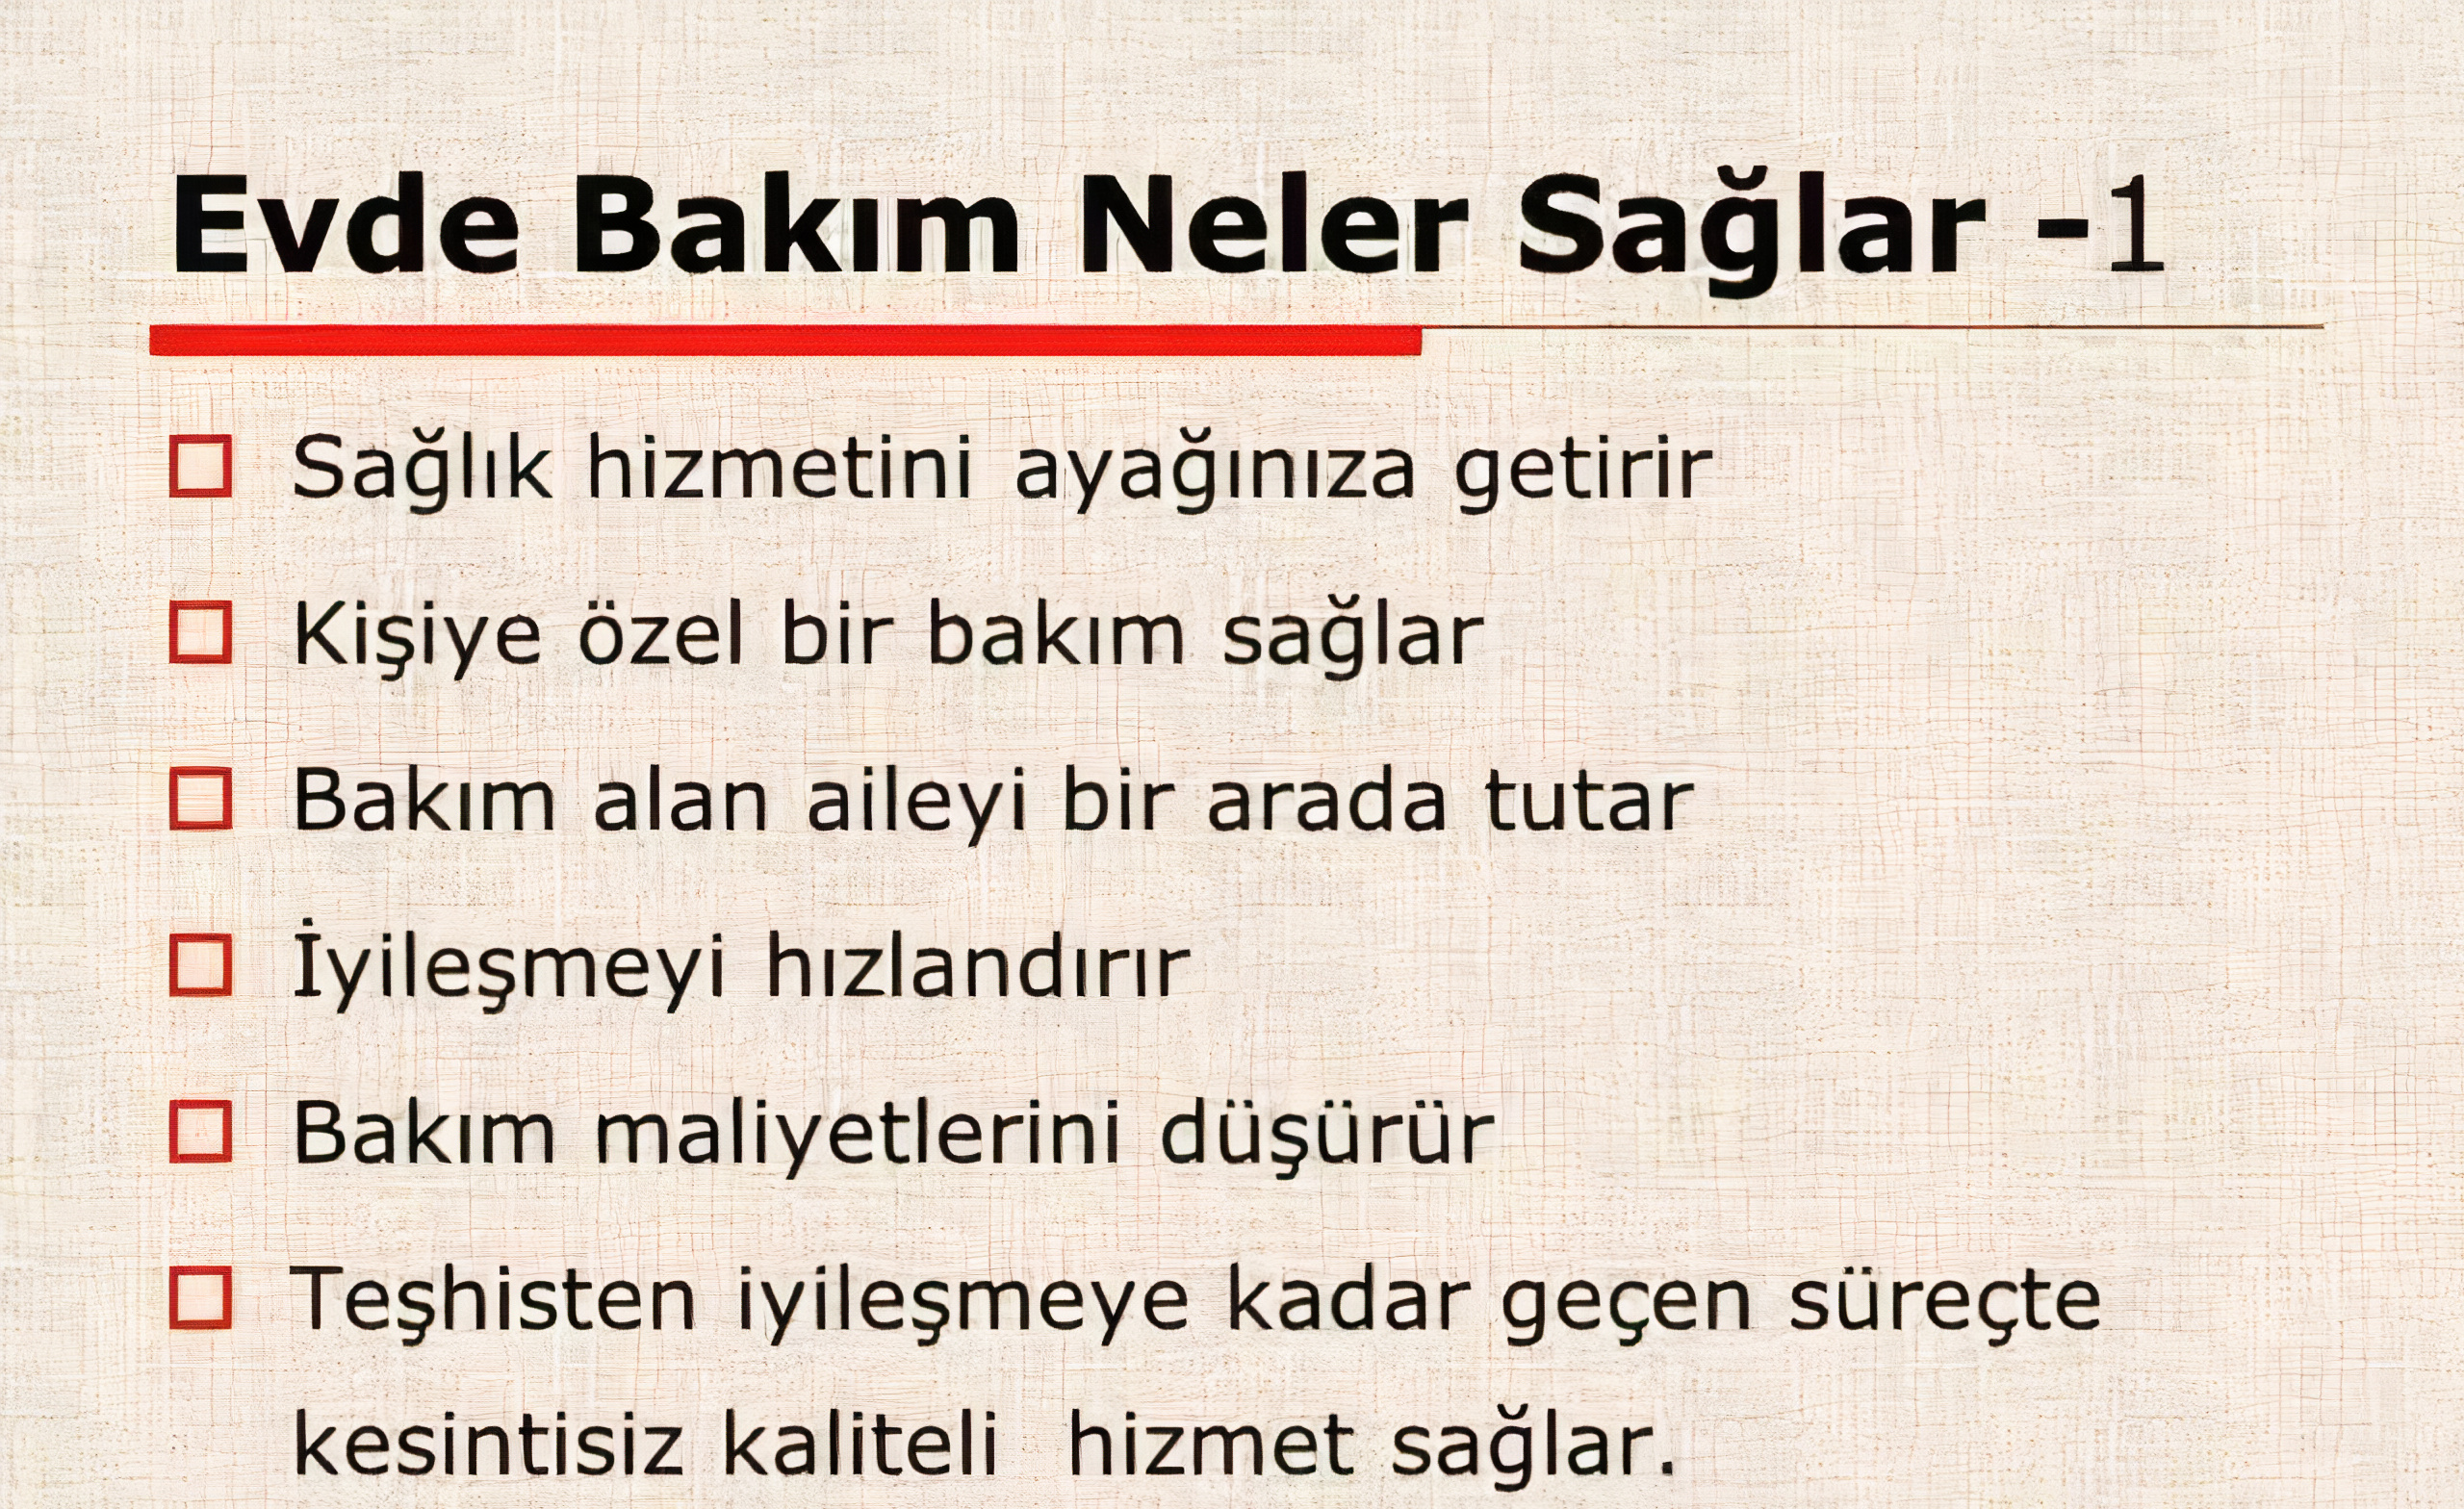 Evde Bakım Neler Sağlar -1
Sağlık hizmetini ayağınıza getirir
Kişiye özel bir bakım sağlar
Bakım alan aileyi bir arada tutar
İyileşmeyi hızlandırır
Bakım maliyetlerini düşürür
Teşhisten iyileşmeye kadar geçen süreçte
kesintisiz kaliteli  hizmet sağlar.